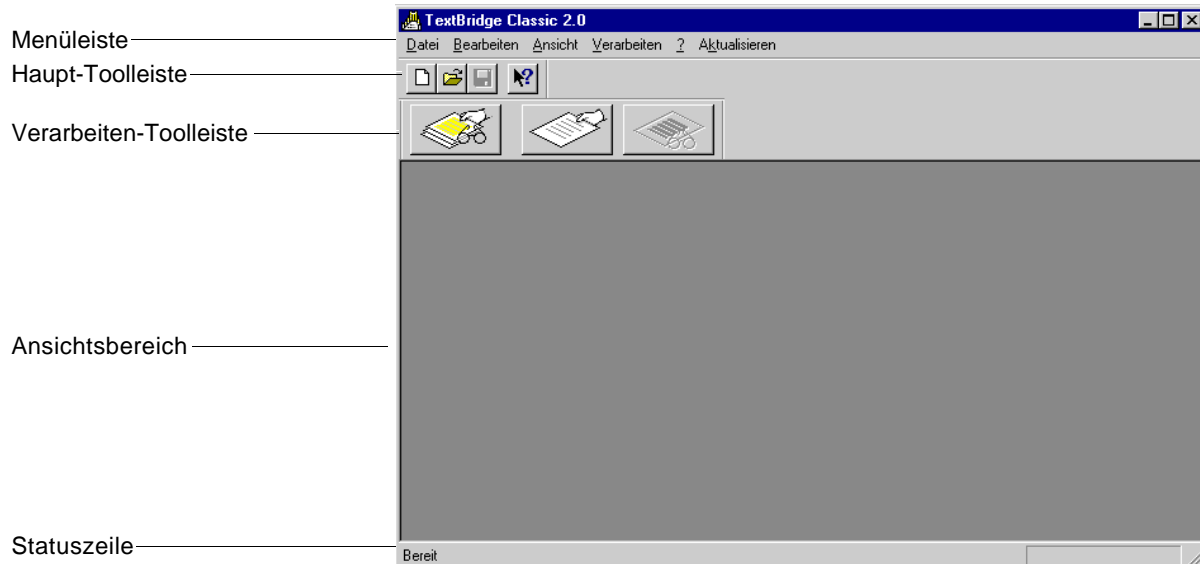 TextBridge Classic 2.0
Menüleiste
Datei Bearbeiten Ansicht Verarbeiten ? Aktualisieren
Haupt-Toolleiste
Verarbeiten-Toolleiste
Ansichtsbereich
Statuszeile
Bereit